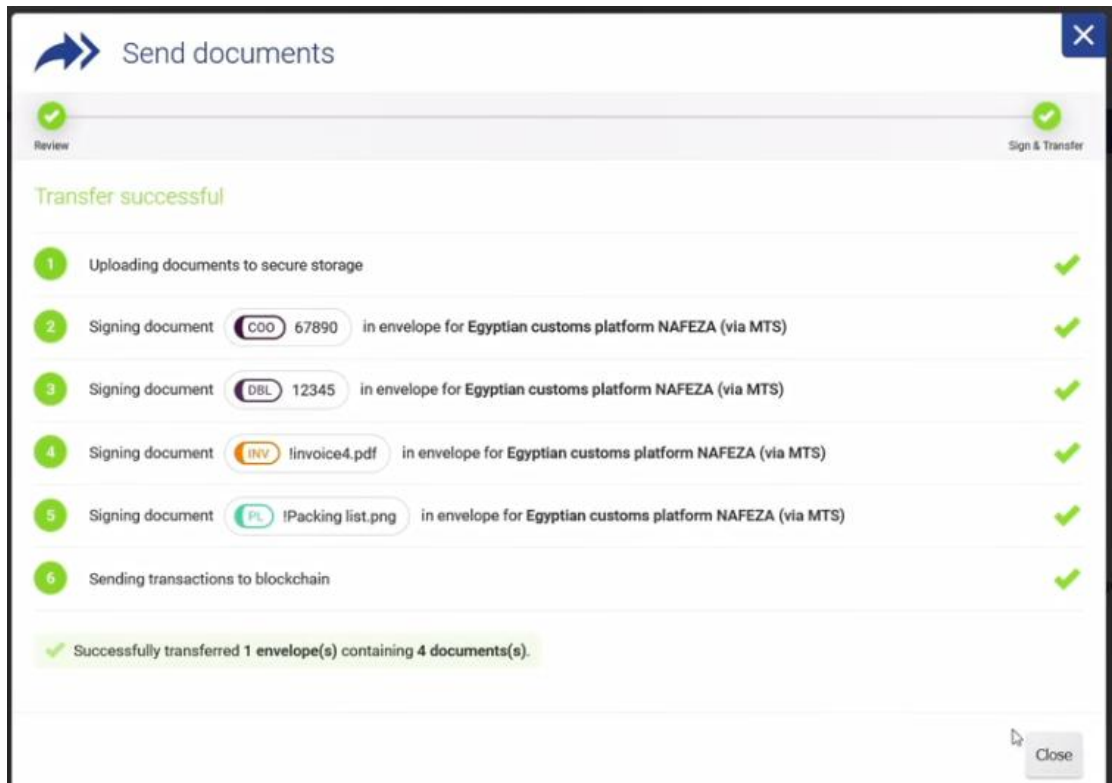 Send documents
Review
Sign & Transfer
Transfer successful
1 Uploading documents to secure storage
2 Signing document COO 67890 in envelope for Egyptian customs platform NAFEZA (via MTS)
3 Signing document DBL 12345 in envelope for Egyptian customs platform NAFEZA (via MTS)
4 Signing document INV !invoice4.pdf in envelope for Egyptian customs platform NAFEZA (via MTS)
5 Signing document PL !Packing list.png in envelope for Egyptian customs platform NAFEZA (via MTS)
6 Sending transactions to blockchain
Successfully transferred 1 envelope(s) containing 4 documents(s).
Close